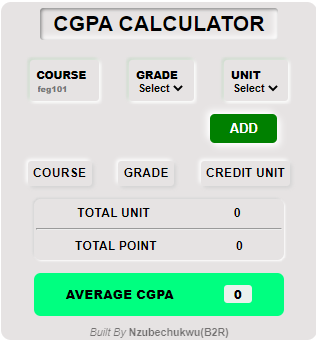 CGPA CALCULATOR
COURSE GRADE UNIT
feg101 Select Select
ADD
COURSE GRADE CREDIT UNIT
TOTAL UNIT 0
TOTAL POINT 0
AVERAGE CGPA 0
Built By Nzubechukwu(B2R)